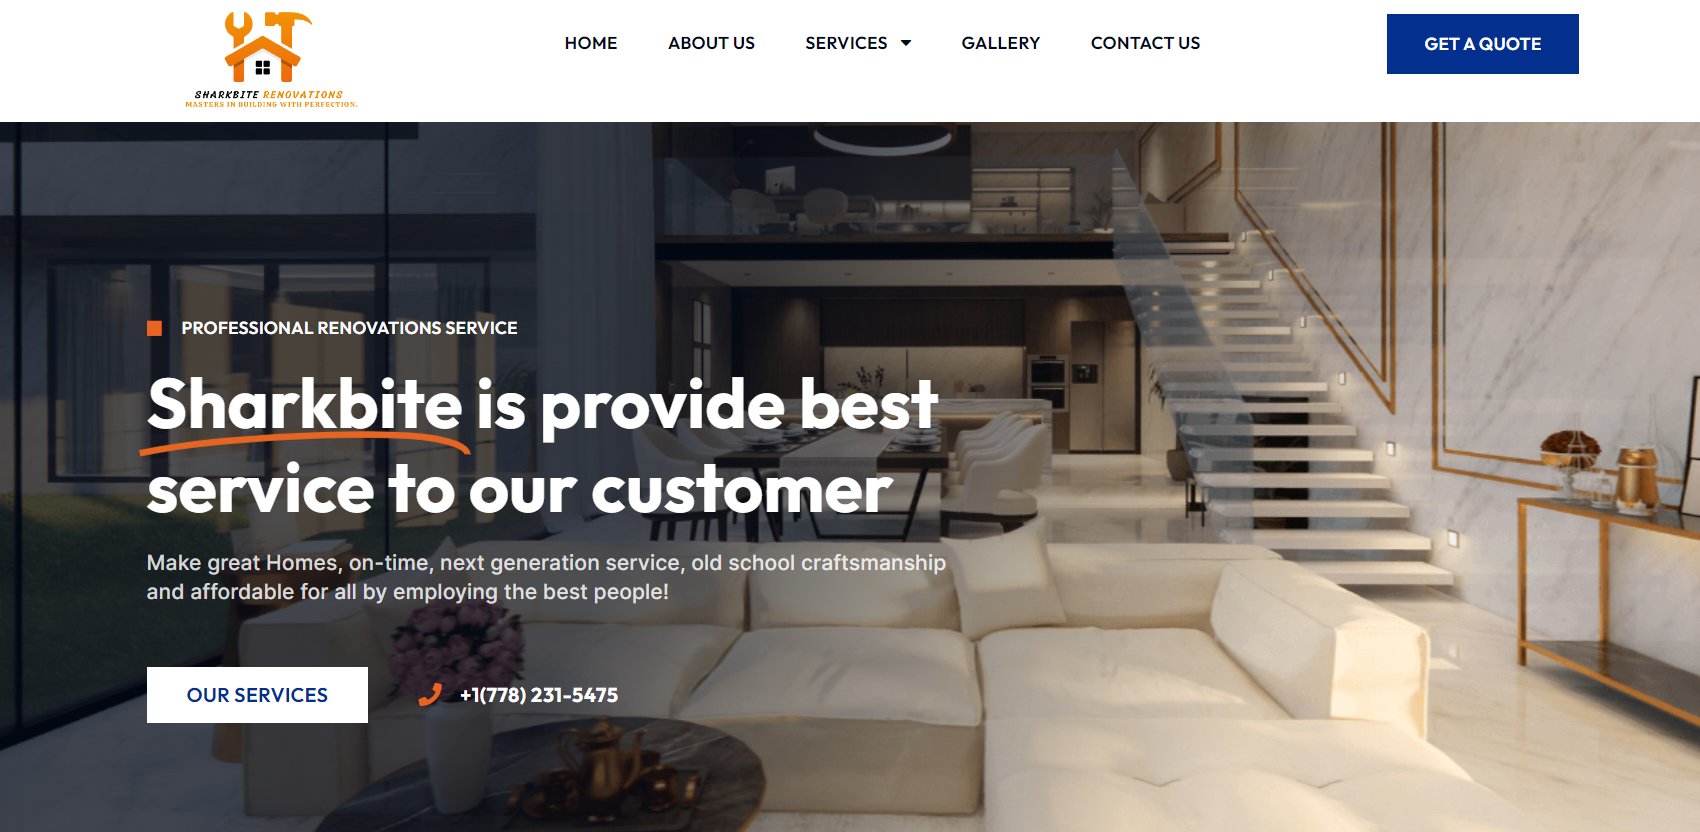 SHARKBITE RENOVATIONS
MASTERS IN BUILDING WITH PERFECTION.
HOME
ABOUT US
SERVICES
GALLERY
CONTACT US
GET A QUOTE
PROFESSIONAL RENOVATIONS SERVICE
Sharkbite is provide best
service to our customer
Make great Homes, on-time, next generation service, old school craftsmanship
and affordable for all by employing the best people!
OUR SERVICES
+1(778) 231-5475